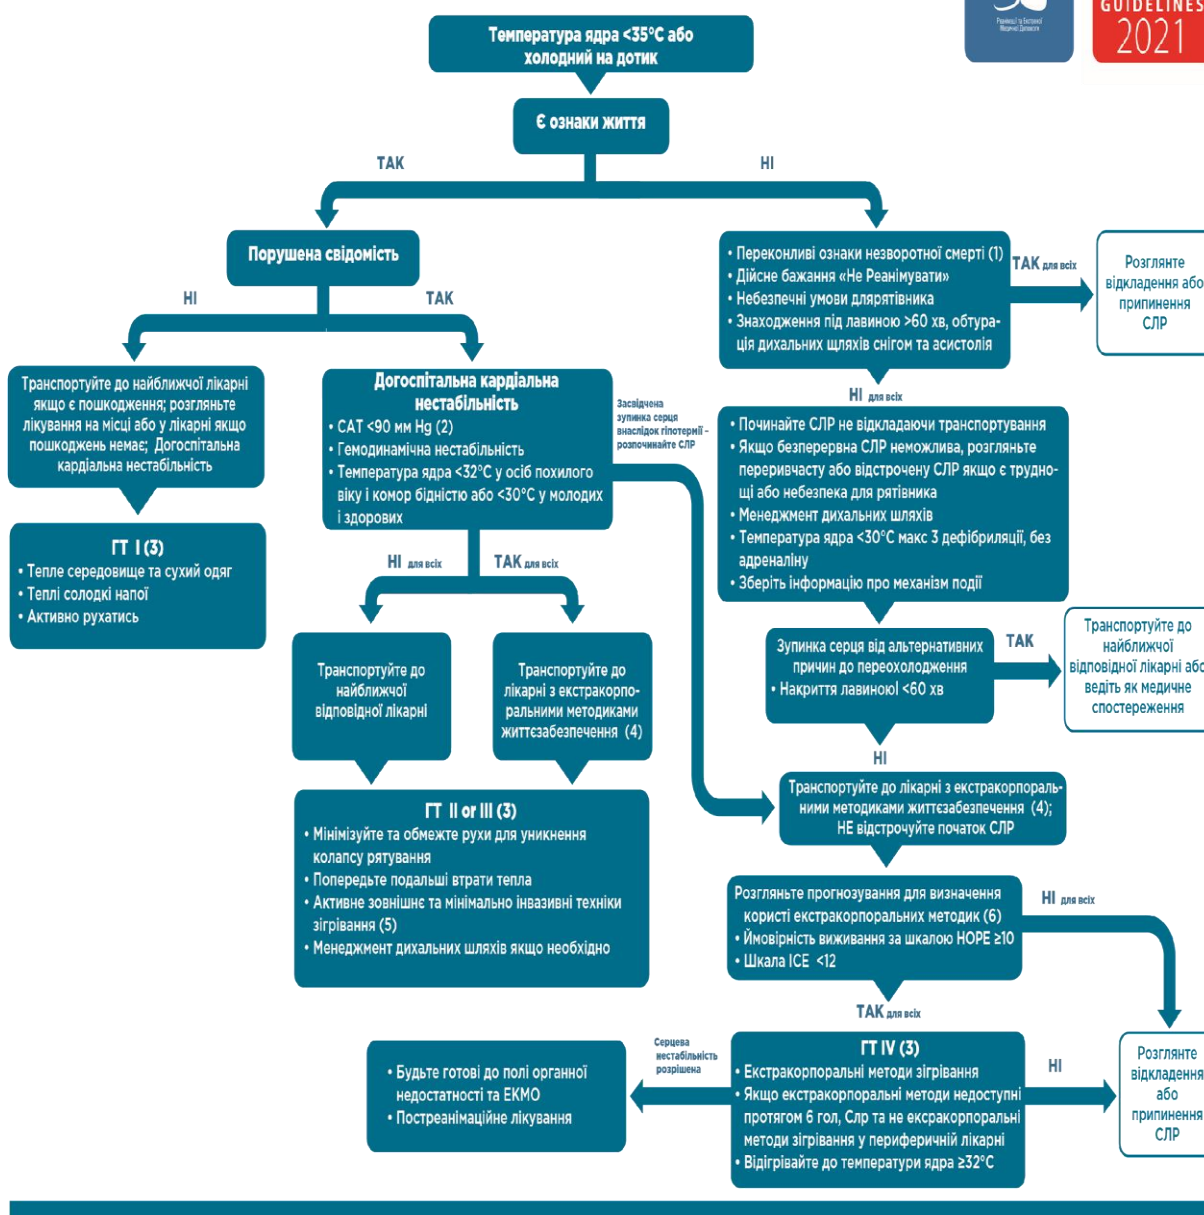 GUIDELINES
2021
Реанімації та Екстреної
Медичної Допомоги
Температура ядра <35°C або
холодний на дотик
Є ознаки життя
ТАК
НІ
Порушена свідомість
НІ
ТАК
• Переконливі ознаки незворотної смерті (1)
• Дійсне бажання «Не Реанімувати»
• Небезпечні умови длярятівника
• Знаходження під лавиною >60 хв, обтура-
ція дихальних щляхів снігом та асистолія
ТАК для всіх
Розгляньте
відкладення або
припинення
СЛР
Транспортуйте до найближчої лікарні
якщо є пошкодження; розгляньте
лікування на місці або у лікарні якщо
пошкоджень немає; Догоспітальна
кардіальна нестабільність
ГТ I (3)
• Тепле середовище та сухий одяг
• Теплі солодкі напої
• Активно рухатись
Догоспітальна кардіальна
нестабільність
• САТ <90 мм Hg (2)
• Гемодинамічна нестабільність
• Температура ядра <32°C у осіб похилого
віку і комор бідністю або <30°C у молодих
і здорових
Засвідчена
зупинка серця
внаслідок гіпотермії –
розпочинайте СЛР
НІ для всіх
• Починайте СЛР не відкладаючи транспортування
• Якщо безперервна СЛР неможлива, розгляньте
переривчасту або відстрочену СЛР якщо є трудно-
щі або небезпека для рятівника
• Менеджмент дихальних шляхів
• Температура ядра <30°C макс 3 дефібриляції, без
адреналіну
• Зберіть інформацію про механізм події
НІ для всіх
ТАК для всіх
Транспортуйте до
найближчої
відповідної лікарні
Транспортуйте до
лікарні з екстракорпо-
ральними методиками
життєзабезпечення (4)
Зупинка серця від альтернативних
причин до переохолодження
• Накриття лавиноюі <60 хв
ТАК
Транспортуйте до
найближчої
відповідної лікарні або
ведіть як медичне
спостереження
НІ
Транспортуйте до лікарні з екстракорпораль-
ними методиками життєзабезпечення (4);
НЕ відстрочуйте початок СЛР
ГТ II or III (3)
• Мінімізуйте та обмежте рухи для уникнення
колапсу рятування
• Попередьте подальші втрати тепла
• Активне зовнішнє та мінімально інвазивні техніки
зігрівання (5)
• Менеджмент дихальних шляхів якщо необхідно
Розгляньте прогнозування для визначення
користі екстракорпоральних методик (6)
• Ймовірність виживання за шкалою HOPE ≥10
• Шкала ICE <12
НІ для всіх
ТАК для всіх
ГТ IV (3)
• Екстракорпоральні методи зігрівання
• Якщо екстракорпоральні методи недоступні
протягом 6 гол, Слр та не ексракорпоральні
методи зігрівання у периферичній лікарні
• Відігрівайте до температури ядра ≥32°C
Серцева
нестабільність
розрішена
• Будьте готові до полі органної
недостатності та ЕКМО
• Постреанімаційне лікування
НІ
Розгляньте
відкладення
або
припинення
СЛР